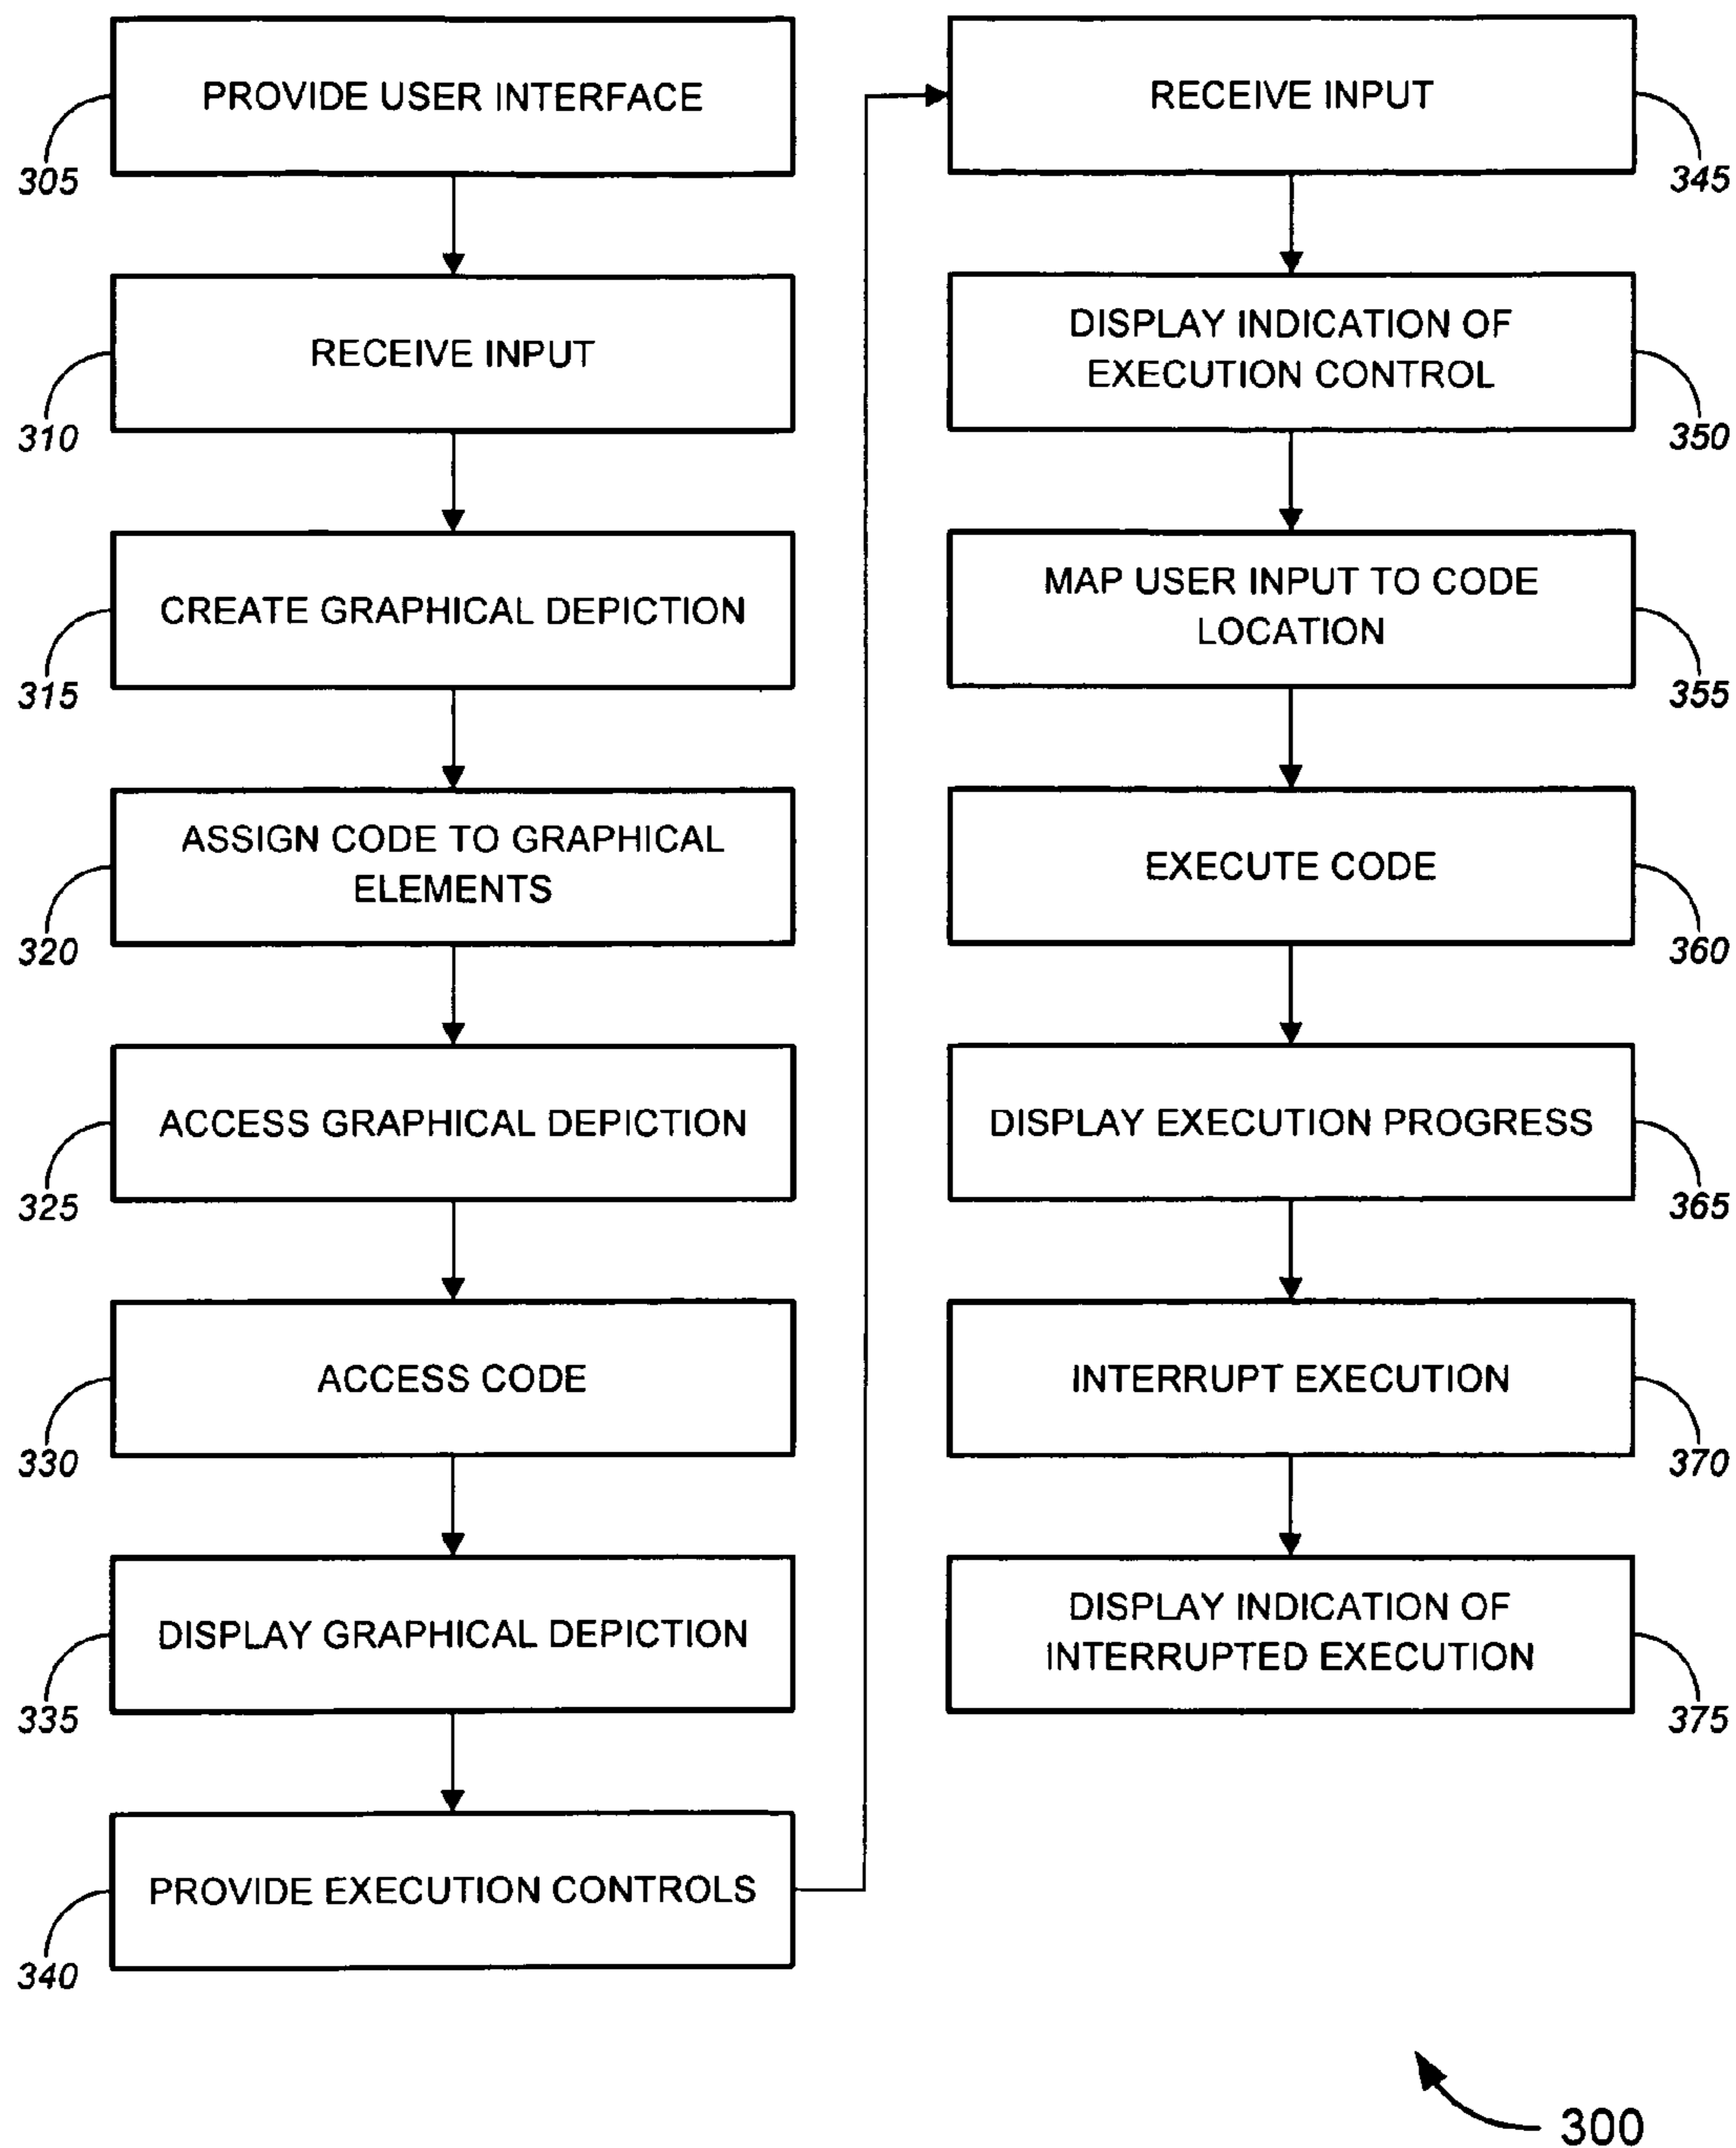 PROVIDE USER INTERFACE
305
RECEIVE INPUT
310
CREATE GRAPHICAL DEPICTION
315
ASSIGN CODE TO GRAPHICAL
ELEMENTS
320
ACCESS GRAPHICAL DEPICTION
325
ACCESS CODE
330
DISPLAY GRAPHICAL DEPICTION
335
PROVIDE EXECUTION CONTROLS
340
RECEIVE INPUT
345
DISPLAY INDICATION OF
EXECUTION CONTROL
350
MAP USER INPUT TO CODE
LOCATION
355
EXECUTE CODE
360
DISPLAY EXECUTION PROGRESS
365
INTERRUPT EXECUTION
370
DISPLAY INDICATION OF
INTERRUPTED EXECUTION
375
300